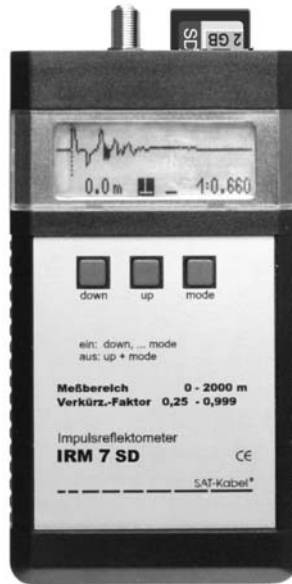 SD
2 GB
0.0 m
1:0.660
down up mode
ein: down, ... mode
aus: up + mode
Meßbereich 0 - 2000 m
Verkürz.-Faktor 0,25 - 0,999
Impulsreflektometer
IRM 7 SD CE
SAT-Kabel®